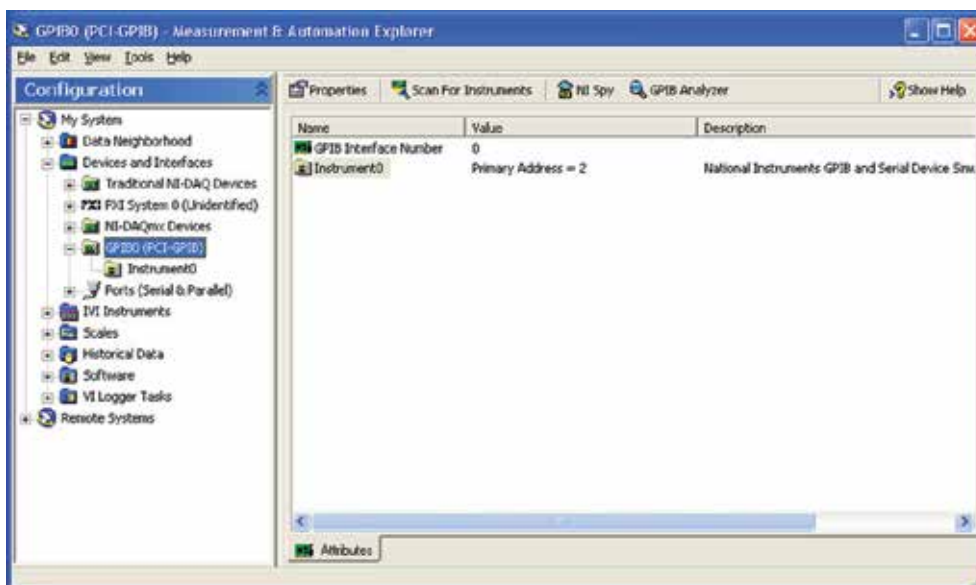 GPIB0 (PCI-GPIB) - Measurement & Automation Explorer
File Edit View Tools Help
Configuration
My System
Data Neighborhood
Devices and Interfaces
Traditional NI-DAQ Devices
PXI PXI System 0 (Unidentified)
NI-DAQmx Devices
GPIB0 (PCI-GPIB)
Instrument0
Ports (Serial & Parallel)
IVI Instruments
Scales
Historical Data
Software
VI Logger Tasks
Remote Systems
Properties Scan For Instruments NI Spy GPIB Analyzer Show Help
Name Value Description
GPIB Interface Number 0
Instrument0 Primary Address = 2 National Instruments GPIB and Serial Device Sim
Attributes